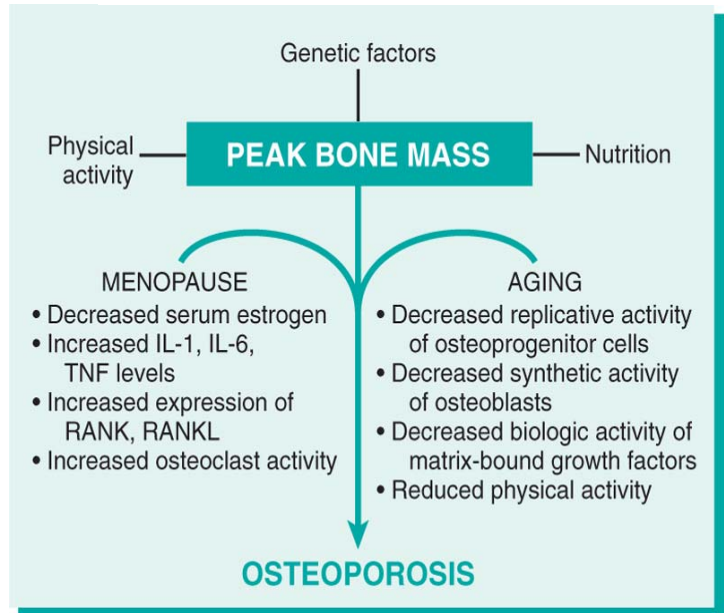 Genetic factors
Physical
activity
PEAK BONE MASS
Nutrition
MENOPAUSE
• Decreased serum estrogen
• Increased IL-1, IL-6,
TNF levels
• Increased expression of
RANK, RANKL
• Increased osteoclast activity
AGING
• Decreased replicative activity
of osteoprogenitor cells
• Decreased synthetic activity
of osteoblasts
• Decreased biologic activity of
matrix-bound growth factors
• Reduced physical activity
OSTEOPOROSIS